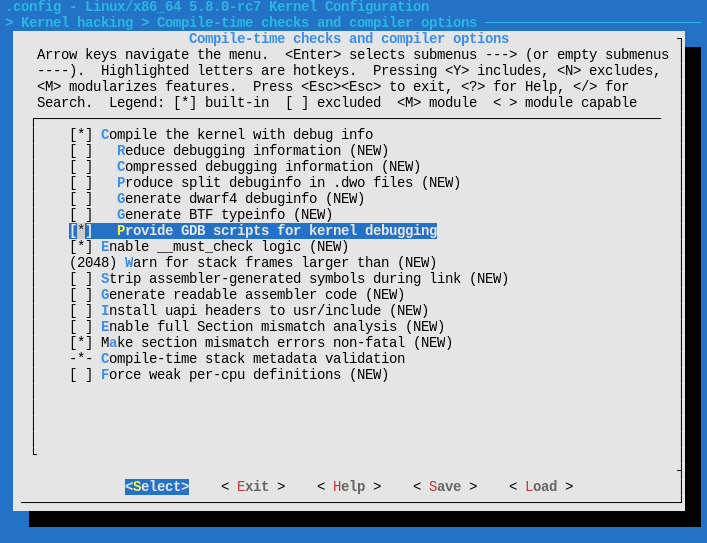 .config - Linux/x86_64 5.8.0-rc7 Kernel Configuration
> Kernel hacking > Compile-time checks and compiler options
Compile-time checks and compiler options
Arrow keys navigate the menu.  <Enter> selects submenus ---> (or empty submenus
----).  Highlighted letters are hotkeys.  Pressing <Y> includes, <N> excludes,
<M> modularizes features.  Press <Esc><Esc> to exit, <?> for Help, </> for
Search.  Legend: [*] built-in  [ ] excluded  <M> module  < > module capable
[*] Compile the kernel with debug info
[ ]   Reduce debugging information (NEW)
[ ]   Compressed debugging information (NEW)
[ ]   Produce split debuginfo in .dwo files (NEW)
[ ]   Generate dwarf4 debuginfo (NEW)
[ ]   Generate BTF typeinfo (NEW)
[*]   Provide GDB scripts for kernel debugging
[*] Enable __must_check logic (NEW)
(2048) Warn for stack frames larger than (NEW)
[ ] Strip assembler-generated symbols during link (NEW)
[ ] Generate readable assembler code (NEW)
[ ] Install uapi headers to usr/include (NEW)
[ ] Enable full Section mismatch analysis (NEW)
[*] Make section mismatch errors non-fatal (NEW)
-*- Compile-time stack metadata validation
[ ] Force weak per-cpu definitions (NEW)
<Select>    < Exit >    < Help >    < Save >    < Load >